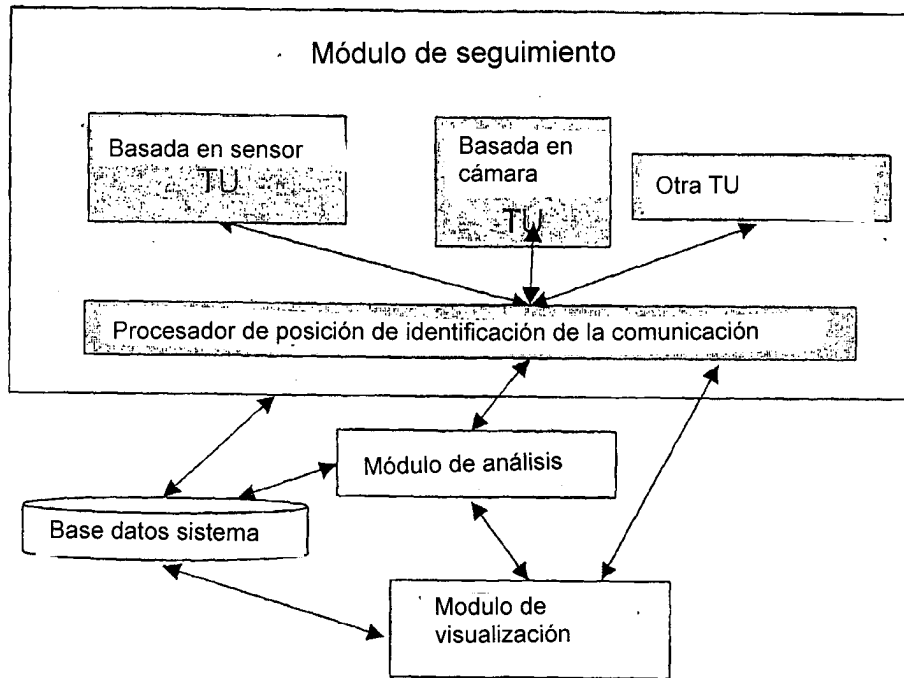 Módulo de seguimiento
Basada en sensor
TU
Basada en
cámara
TU
Otra TU
Procesador de posición de identificación de la comunicación
Módulo de análisis
Base datos sistema
Modulo de
visualización